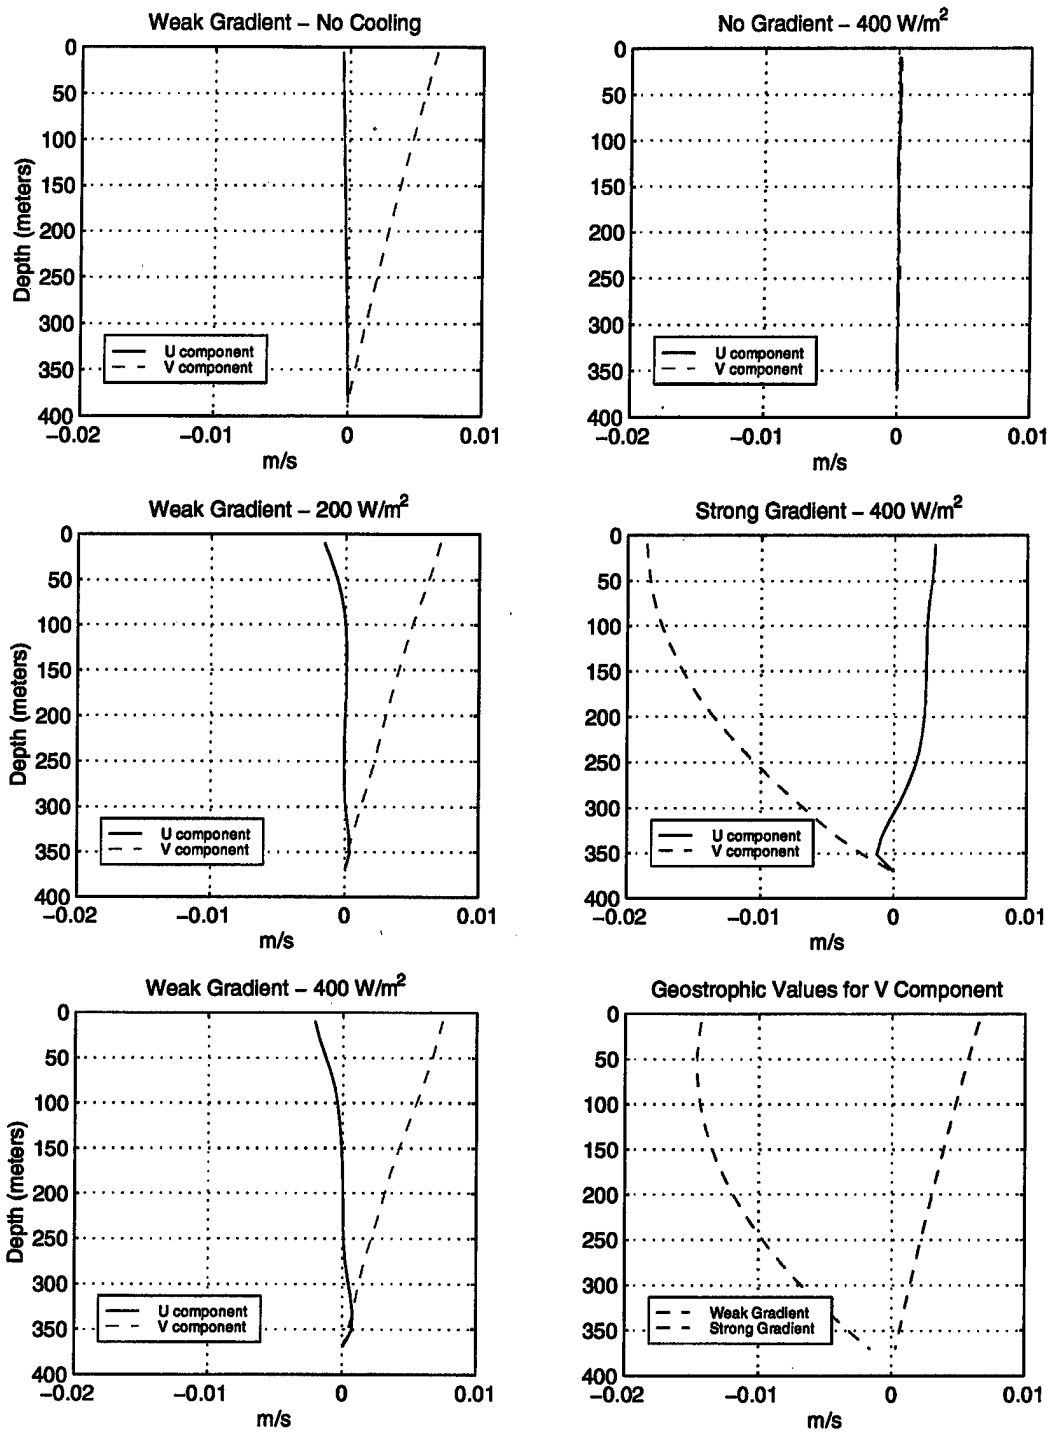 Weak Gradient – No Cooling
0
50
100
150
200
250
300
350
400
Depth (meters)
U component
V component
−0.02
−0.01
0
0.01
m/s
No Gradient – 400 W/m²
0
50
100
150
200
250
300
350
400
U component
V component
−0.02
−0.01
0
0.01
m/s
Weak Gradient – 200 W/m²
0
50
100
150
200
250
300
350
400
Depth (meters)
U component
V component
−0.02
−0.01
0
0.01
m/s
Strong Gradient – 400 W/m²
0
50
100
150
200
250
300
350
400
U component
V component
−0.02
−0.01
0
0.01
m/s
Weak Gradient – 400 W/m²
0
50
100
150
200
250
300
350
400
Depth (meters)
U component
V component
−0.02
−0.01
0
0.01
m/s
Geostrophic Values for V Component
0
50
100
150
200
250
300
350
400
Weak Gradient
Strong Gradient
−0.02
−0.01
0
0.01
m/s